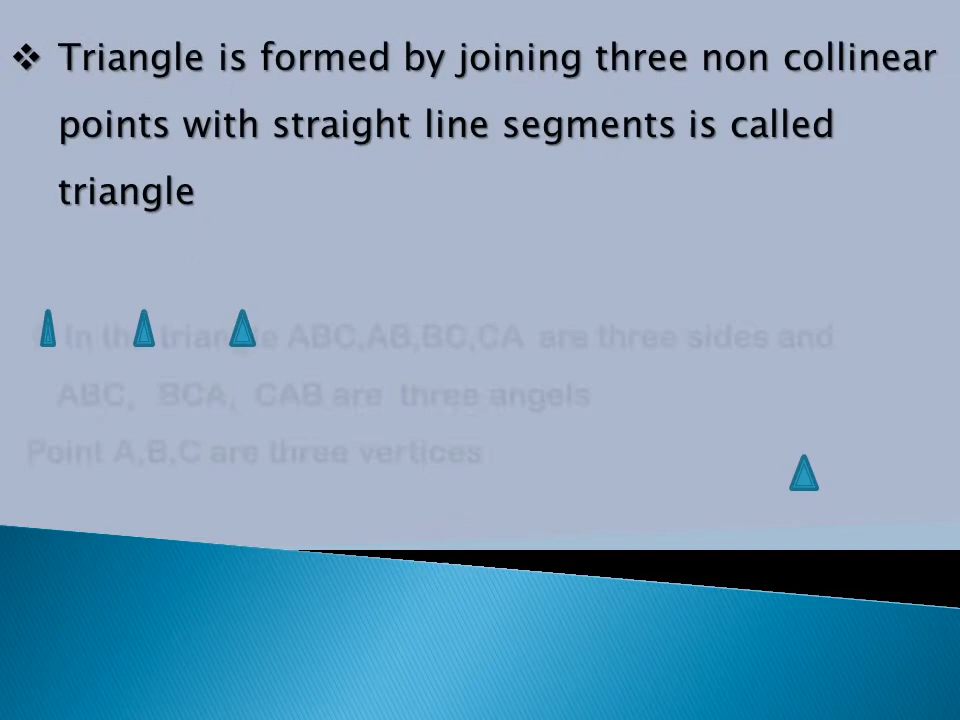 ❖ Triangle is formed by joining three non collinear
points with straight line segments is called
triangle
In the triangle ABC,AB,BC,CA are three sides and
ABC, BCA, CAB are three angels
Point A,B,C are three vertices